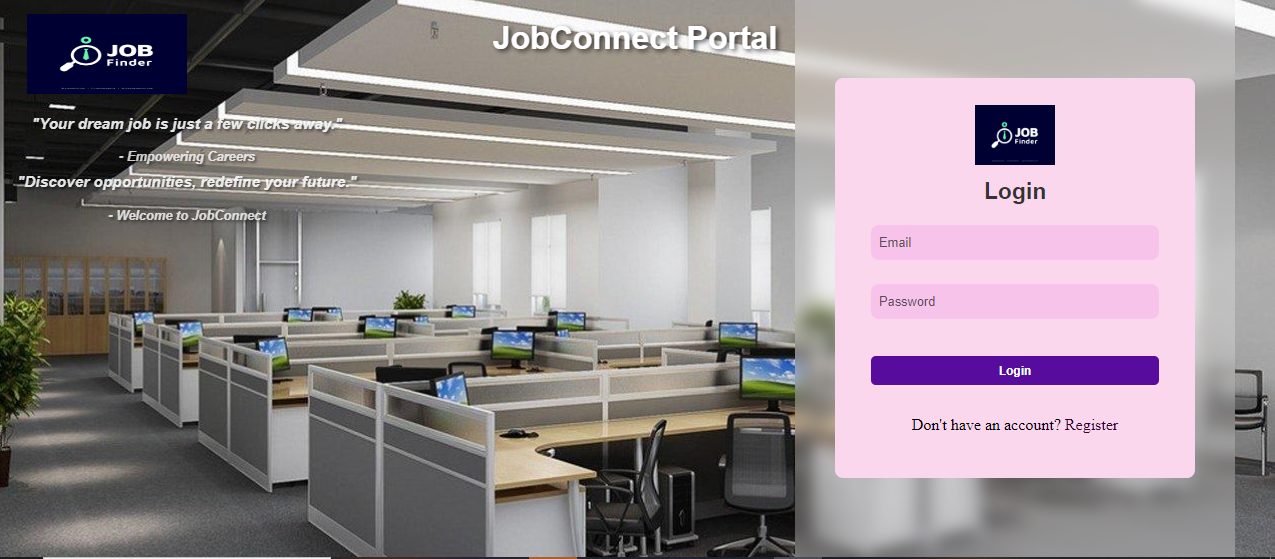 JOB
Finder
JobConnect Portal
"Your dream job is just a few clicks away."
- Empowering Careers
"Discover opportunities, redefine your future."
- Welcome to JobConnect
JOB
Finder
Login
Email
Password
Login
Don't have an account? Register